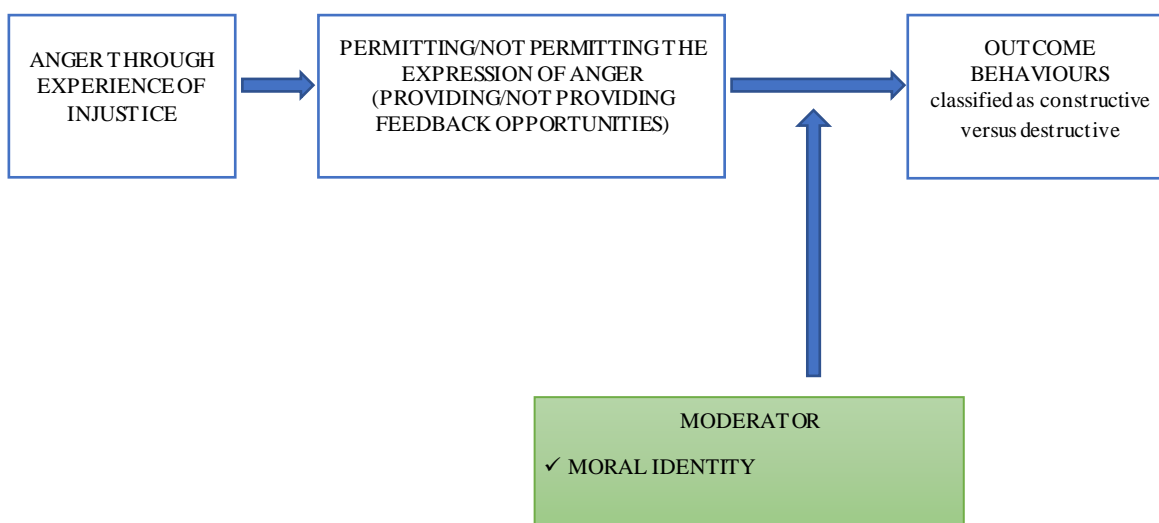 ANGER THROUGH
EXPERIENCE OF
INJUSTICE
PERMITTING/NOT PERMITTING THE
EXPRESSION OF ANGER
(PROVIDING/NOT PROVIDING
FEEDBACK OPPORTUNITIES)
OUTCOME
BEHAVIOURS
classified as constructive
versus destructive
MODERATOR
✓ MORAL IDENTITY